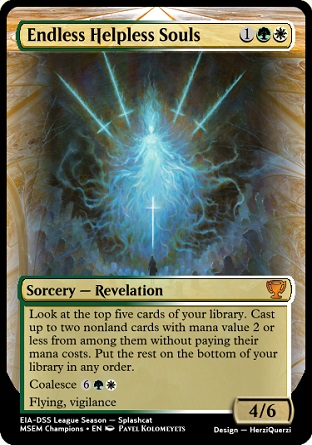 Endless Helpless Souls 1
Sorcery — Revelation
Look at the top five cards of your library. Cast
up to two nonland cards with mana value 2 or
less from among them without paying their
mana costs. Put the rest on the bottom of your
library in any order.
Coalesce 6
Flying, vigilance
4/6
EIA•DSS League Season — Splashcat
MSEM Champions • EN PAVEL KOLOMEYETS
Design — HerziQuerzi